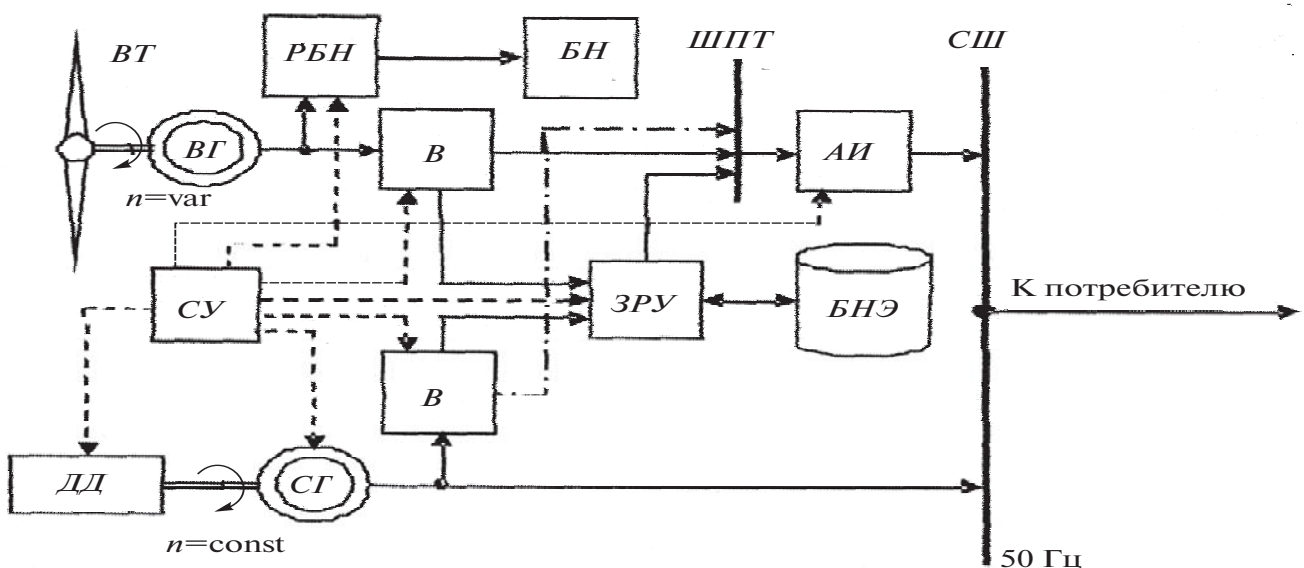 ВТ
РБН
БН
ШПТ
СШ
ВГ
В
АИ
n=var
СУ
ЗРУ
БНЭ
К потребителю
В
ДД
СГ
n=const
50 Гц